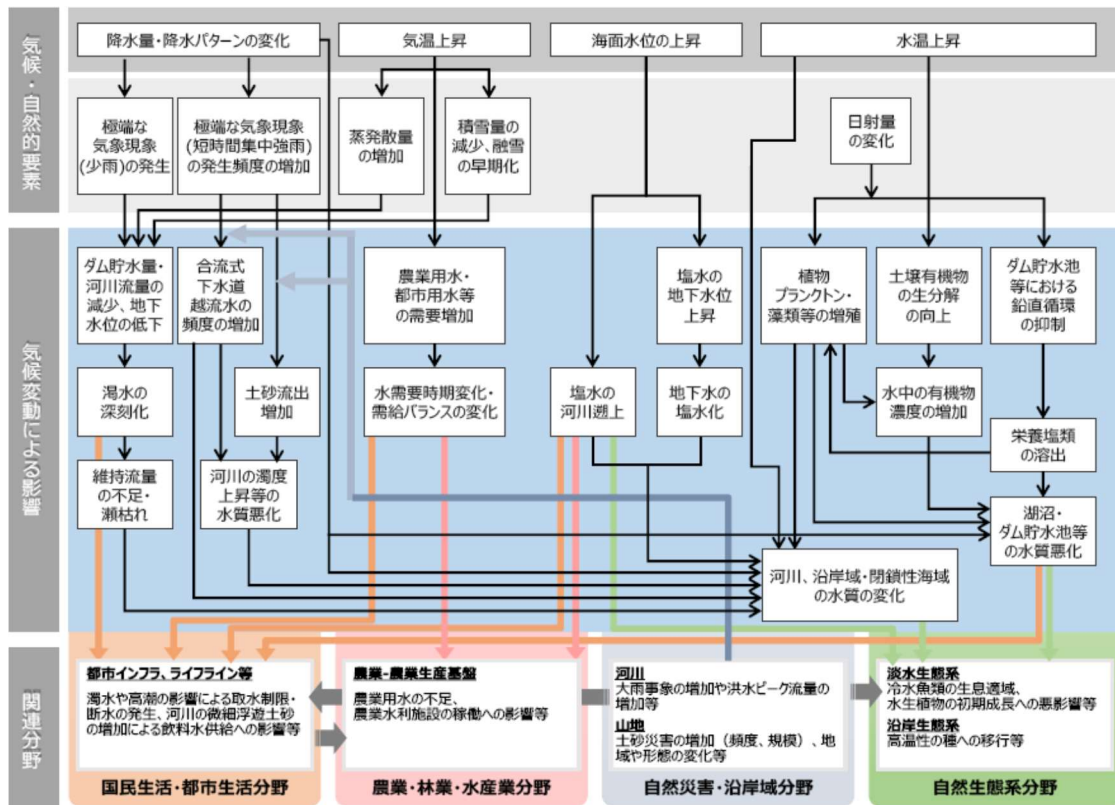 気候・自然的要素
降水量・降水パターンの変化
気温上昇
海面水位の上昇
水温上昇
極端な
気象現象
(少雨)の発生
極端な気象現象
(短時間集中強雨)
の発生頻度の増加
蒸発散量
の増加
積雪量の
減少、融雪
の早期化
日射量
の変化
気候変動による影響
ダム貯水量・
河川流量の
減少、地下
水位の低下
合流式
下水道
越流水の
頻度の増加
農業用水・
都市用水等
の需要増加
塩水の
地下水位
上昇
植物
プランクトン・
藻類等の増殖
土壌有機物
の生分解
の向上
ダム貯水池
等における
鉛直循環
の抑制
渇水の
深刻化
土砂流出
増加
水需要時期変化・
需給バランスの変化
塩水の
河川遡上
地下水の
塩水化
水中の有機物
濃度の増加
栄養塩類
の溶出
維持流量
の不足・
瀬枯れ
河川の濁度
上昇等の
水質悪化
湖沼・
ダム貯水池等
の水質悪化
河川、沿岸域・閉鎖性海域
の水質の変化
関連分野
都市インフラ、ライフライン等
濁水や高潮の影響による取水制限・
断水の発生、河川の微細浮遊土砂
の増加による飲料水供給への影響等
国民生活・都市生活分野
農業-農業生産基盤
農業用水の不足、
農業水利施設の稼働への影響等
農業・林業・水産業分野
河川
大雨事象の増加や洪水ピーク流量の
増加等
山地
土砂災害の増加（頻度、規模）、地
域や形態の変化等
自然災害・沿岸域分野
淡水生態系
冷水魚類の生息適域、
水生植物の初期成長への悪影響等
沿岸生態系
高温性の種への移行等
自然生態系分野